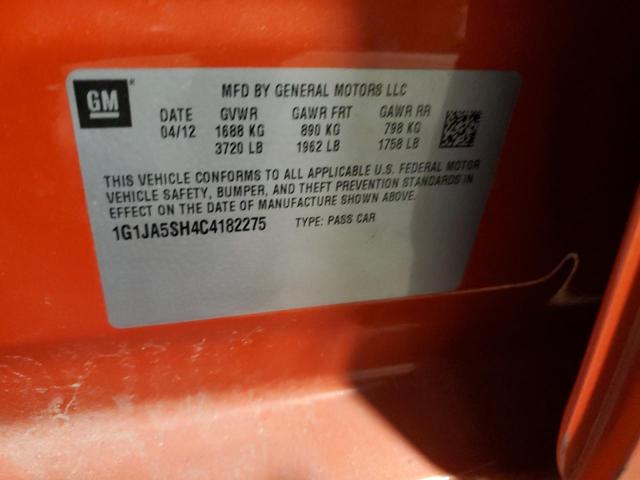 GM
MFD BY GENERAL MOTORS LLC
DATE GVWR GAWR FRT GAWR RR
04/12 1688 KG 890 KG 798 KG
3720 LB 1962 LB 1758 LB
THIS VEHICLE CONFORMS TO ALL APPLICABLE U.S. FEDERAL MOTOR
VEHICLE SAFETY, BUMPER, AND THEFT PREVENTION STANDARDS IN
EFFECT ON THE DATE OF MANUFACTURE SHOWN ABOVE.
1G1JA5SH4C4182275 TYPE: PASS CAR